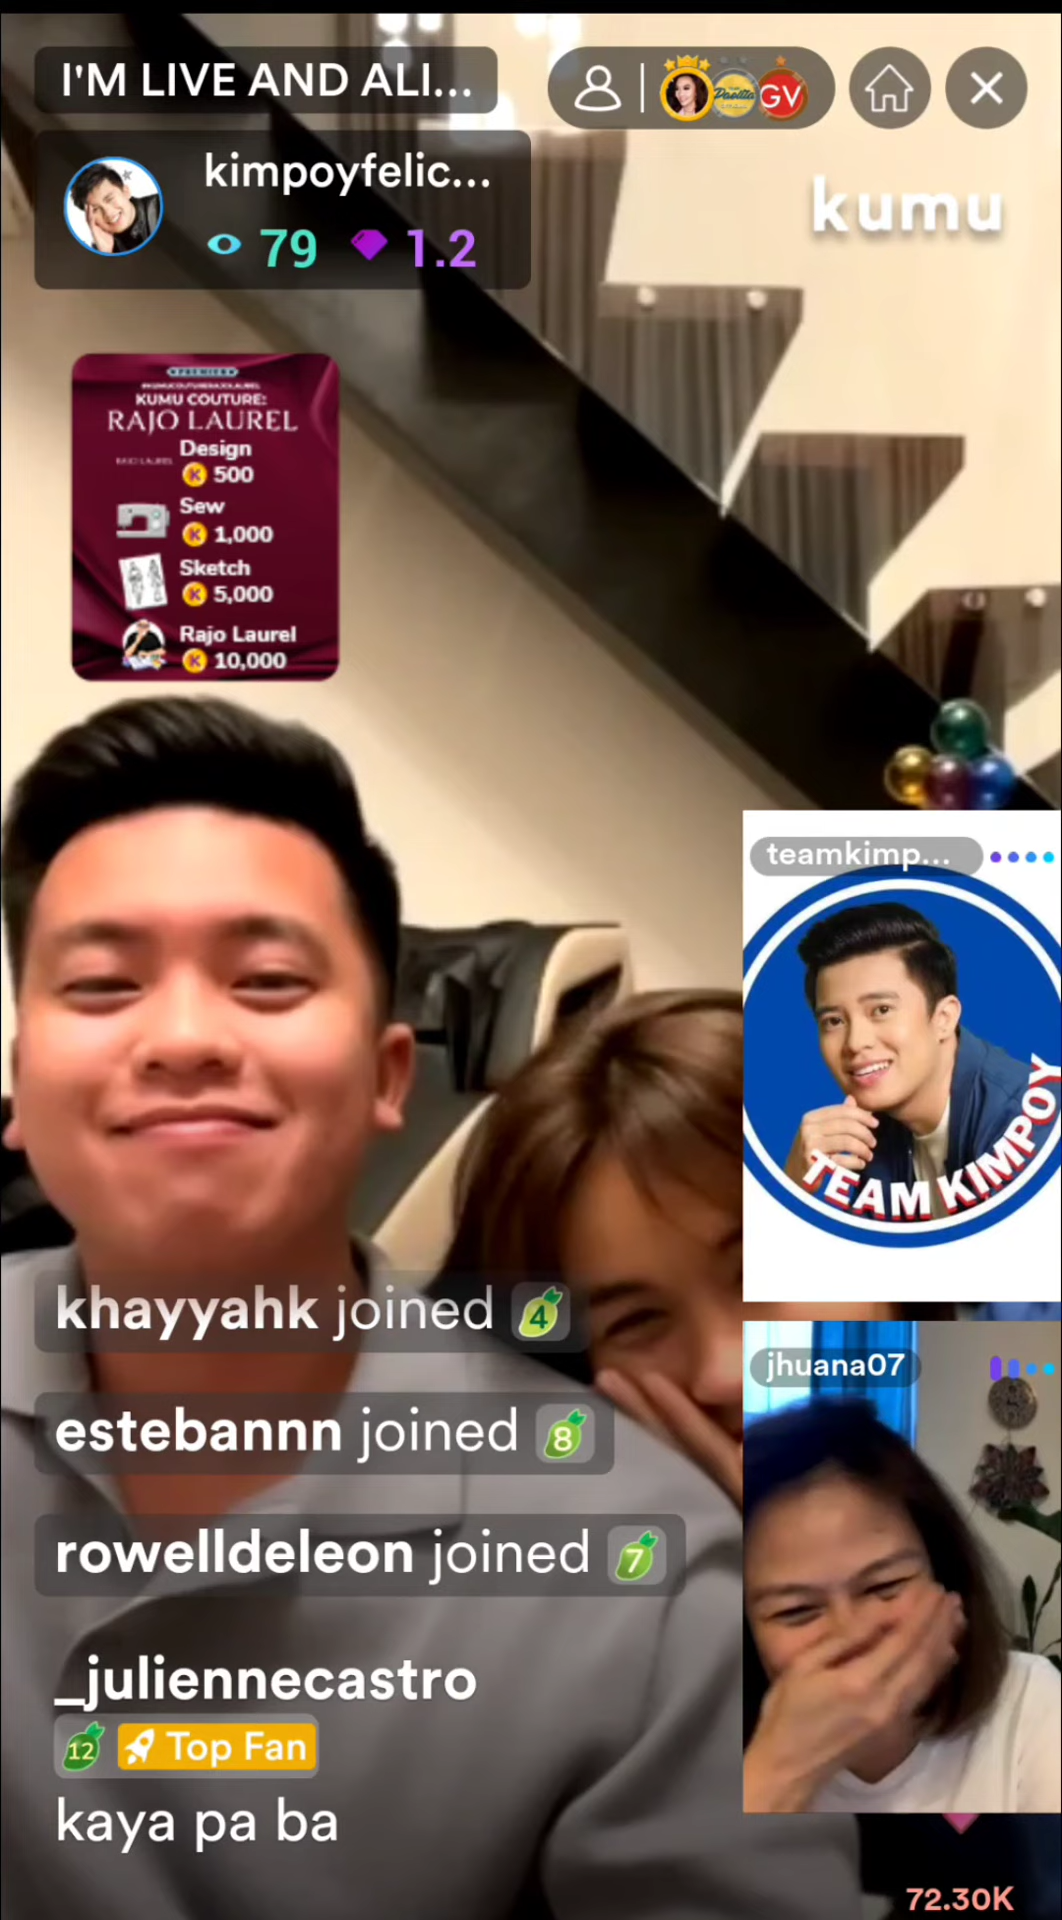 I'M LIVE AND ALI...
GV
kimpoyfelic...
79 1.2
kumu
PREMIER
KUMU COUTURE:
RAJO LAUREL
Design
500
Sew
1,000
Sketch
5,000
Rajo Laurel
10,000
teamkimp...
TEAM KIMPOY
khayyahk joined 4
jhuana07
estebannn joined 8
rowelldeleon joined 7
_juliennecastro
12 Top Fan
kaya pa ba
72.30K